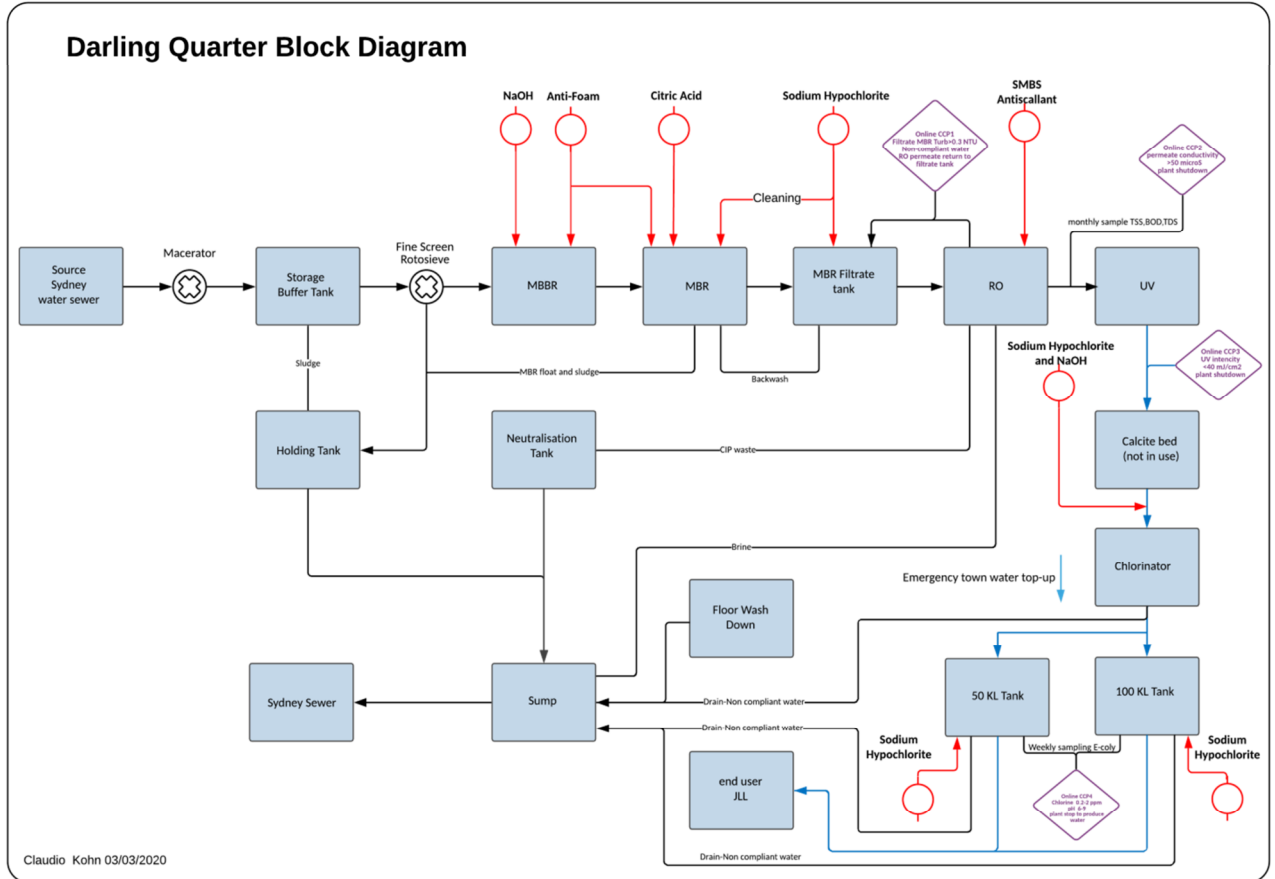 Darling Quarter Block Diagram
NaOH
Anti-Foam
Citric Acid
Sodium Hypochlorite
SMBS
Antiscallant
Online CCP1
Filtrate MBR Turb>0.3 NTU
Non-compliant water
RO permeate return to
filtrate tank
Online CCP2
permeate conductivity
>50 microS
plant shutdown
Cleaning
monthly sample TSS,BOD,TDS
Macerator
Fine Screen
Rotosieve
Source
Sydney
water sewer
Storage
Buffer Tank
MBBR
MBR
MBR Filtrate
tank
RO
UV
Sludge
MBR float and sludge
Backwash
Sodium Hypochlorite
and NaOH
Online CCP3
UV intencity
<40 mJ/cm2
plant shutdown
Holding Tank
Neutralisation
Tank
CIP waste
Calcite bed
(not in use)
Brine
Chlorinator
Emergency town water top-up
Floor Wash
Down
Sydney Sewer
Sump
Drain-Non compliant water
Drain-Non compliant water
50 KL Tank
100 KL Tank
Sodium
Hypochlorite
Weekly sampling E-coly
Sodium
Hypochlorite
end user
JLL
Online CCP4
Chlorine 0.2-2 ppm
pH 6-9
plant stop to produce
water
Drain-Non compliant water
Claudio Kohn 03/03/2020